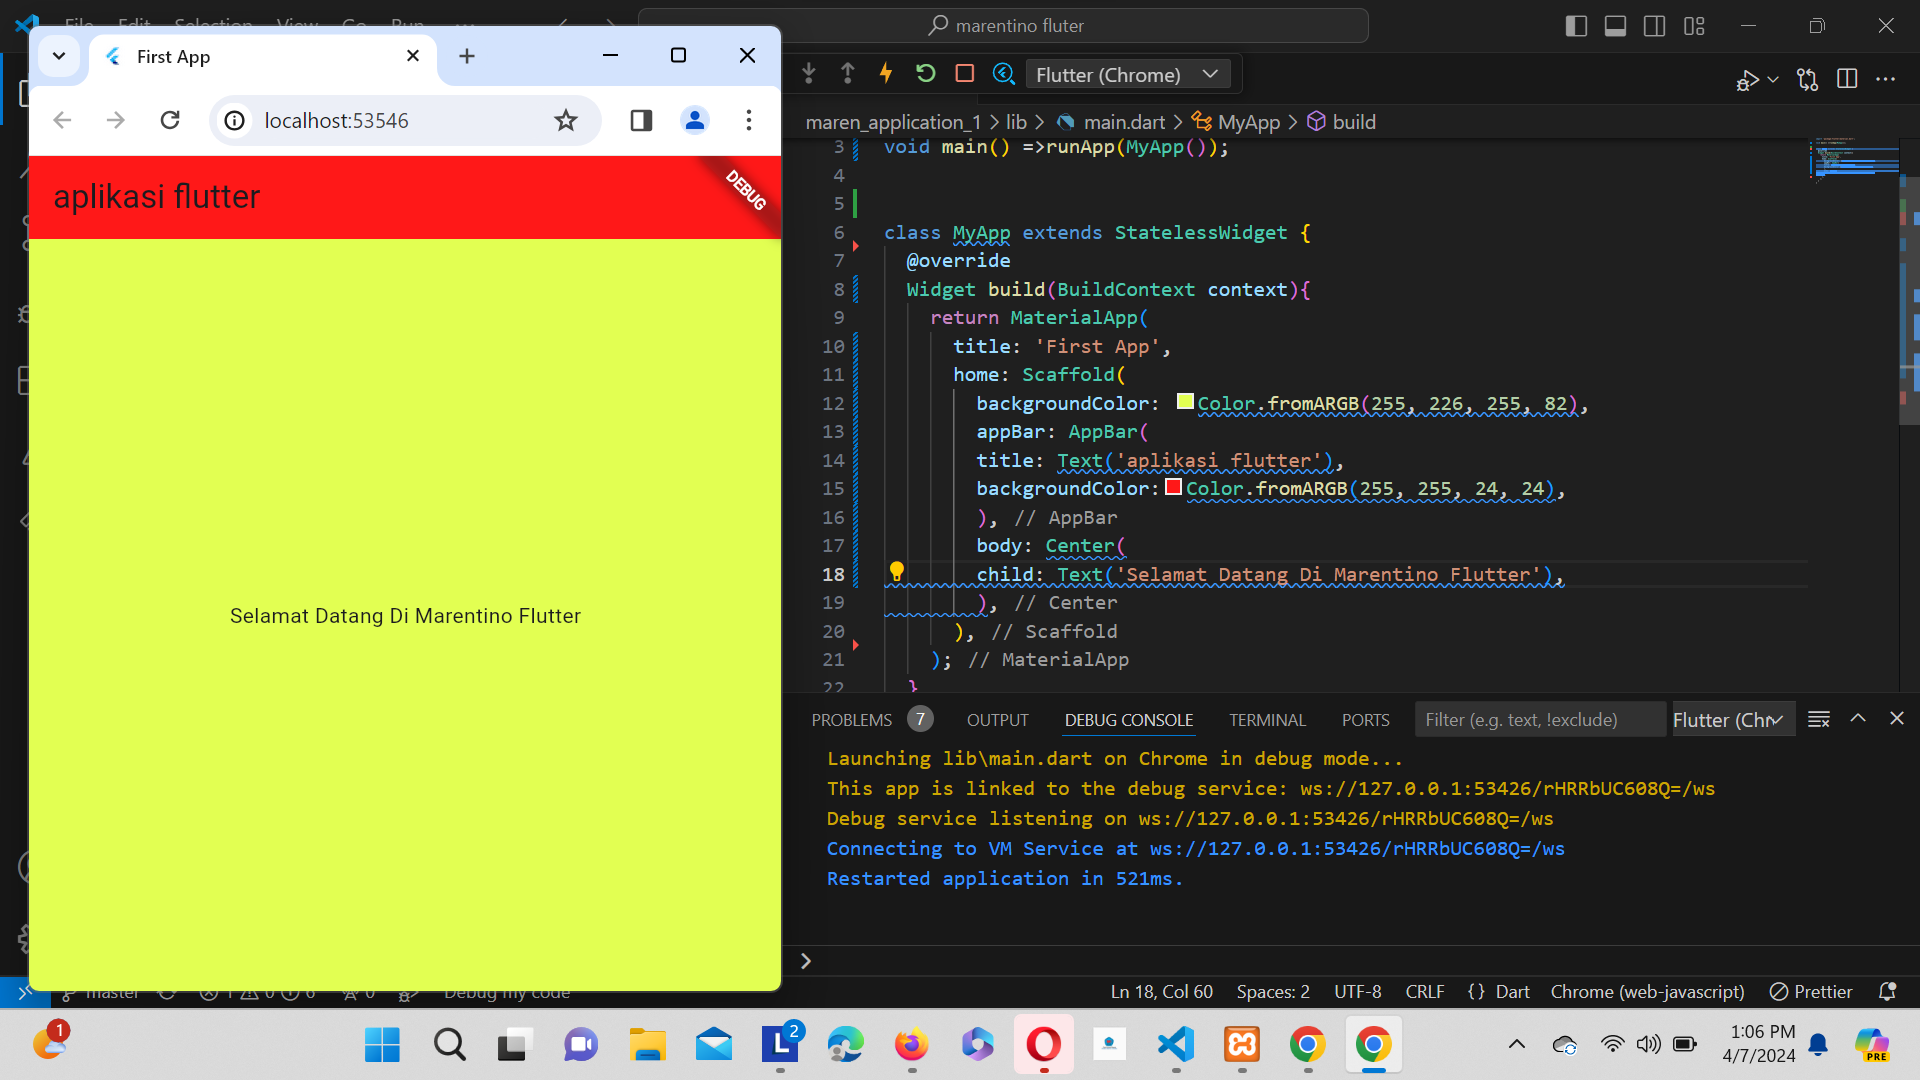 File Edit Selection View Go Run ...
marentino fluter
First App
localhost:53546
aplikasi flutter
DEBUG
Selamat Datang Di Marentino Flutter
Flutter (Chrome)
maren_application_1 > lib > main.dart > MyApp > build
3 void main() =>runApp(MyApp());
4
5
6 class MyApp extends StatelessWidget {
7 @override
8 Widget build(BuildContext context){
9 return MaterialApp(
10 title: 'First App',
11 home: Scaffold(
12 backgroundColor: Color.fromARGB(255, 226, 255, 82),
13 appBar: AppBar(
14 title: Text('aplikasi flutter'),
15 backgroundColor: Color.fromARGB(255, 255, 24, 24),
16 ), // AppBar
17 body: Center(
18 child: Text('Selamat Datang Di Marentino Flutter'),
19 ), // Center
20 ), // Scaffold
21 ); // MaterialApp
22 }
PROBLEMS 7 OUTPUT DEBUG CONSOLE TERMINAL PORTS Filter (e.g. text, !exclude) Flutter (Chr
Launching lib\main.dart on Chrome in debug mode...
This app is linked to the debug service: ws://127.0.0.1:53426/rHRRbUC608Q=/ws
Debug service listening on ws://127.0.0.1:53426/rHRRbUC608Q=/ws
Connecting to VM Service at ws://127.0.0.1:53426/rHRRbUC608Q=/ws
Restarted application in 521ms.
>
master 1 0 6 0 Debug my code Ln 18, Col 60 Spaces: 2 UTF-8 CRLF {} Dart Chrome (web-javascript) Prettier
1 L 2 1:06 PM
4/7/2024
PRE